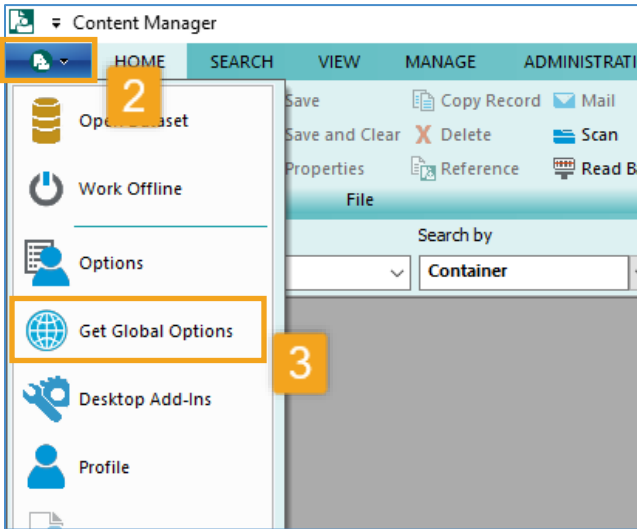 Content Manager
HOME SEARCH VIEW MANAGE ADMINISTRATI
2
Open Dataset
Save Copy Record Mail
Save and Clear Delete Scan
Work Offline
Properties Reference Read B
File
Options
Search by
Container
Get Global Options
3
Desktop Add-Ins
Profile